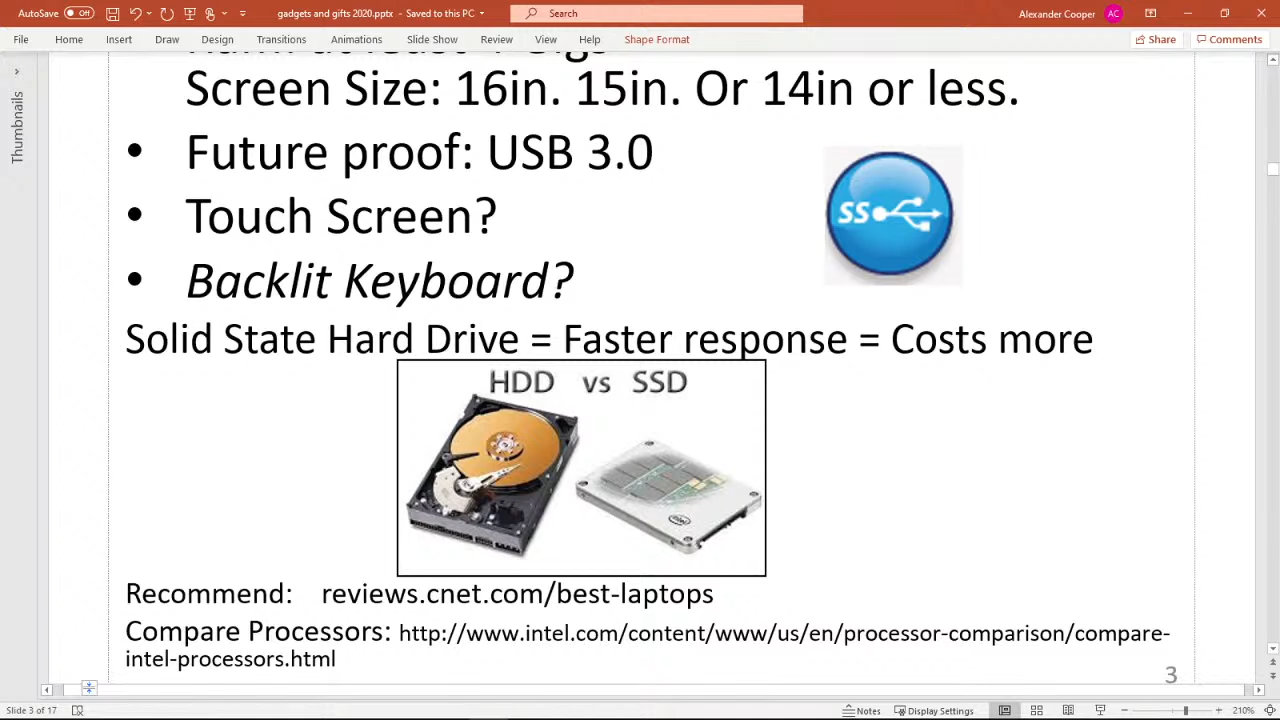 AutoSave Off gadgets and gifts 2020.pptx - Saved to this PC Search Alexander Cooper AC
File Home Insert Draw Design Transitions Animations Slide Show Review View Help Shape Format Share Comments
Thumbnails
Screen Size: 16in. 15in. Or 14in or less.
• Future proof: USB 3.0
SS
• Touch Screen?
• Backlit Keyboard?
Solid State Hard Drive = Faster response = Costs more
HDD vs SSD
intel
Recommend: reviews.cnet.com/best-laptops
Compare Processors: http://www.intel.com/content/www/us/en/processor-comparison/compare-
intel-processors.html
3
Slide 3 of 17 Notes Display Settings 210%